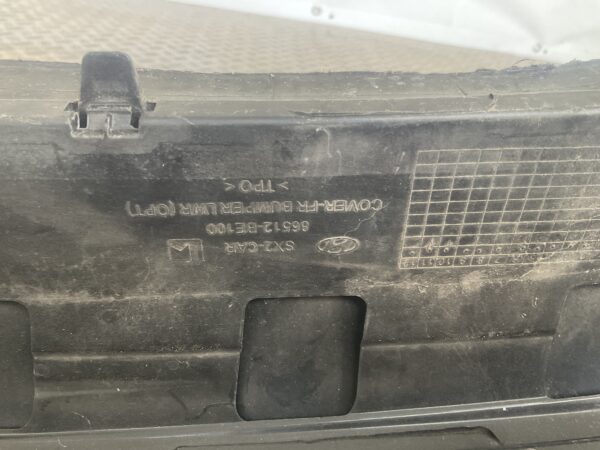 SX2-CAR
86512-BE100
COVER-FR BUMPER LWR (OPT)
>TPO<